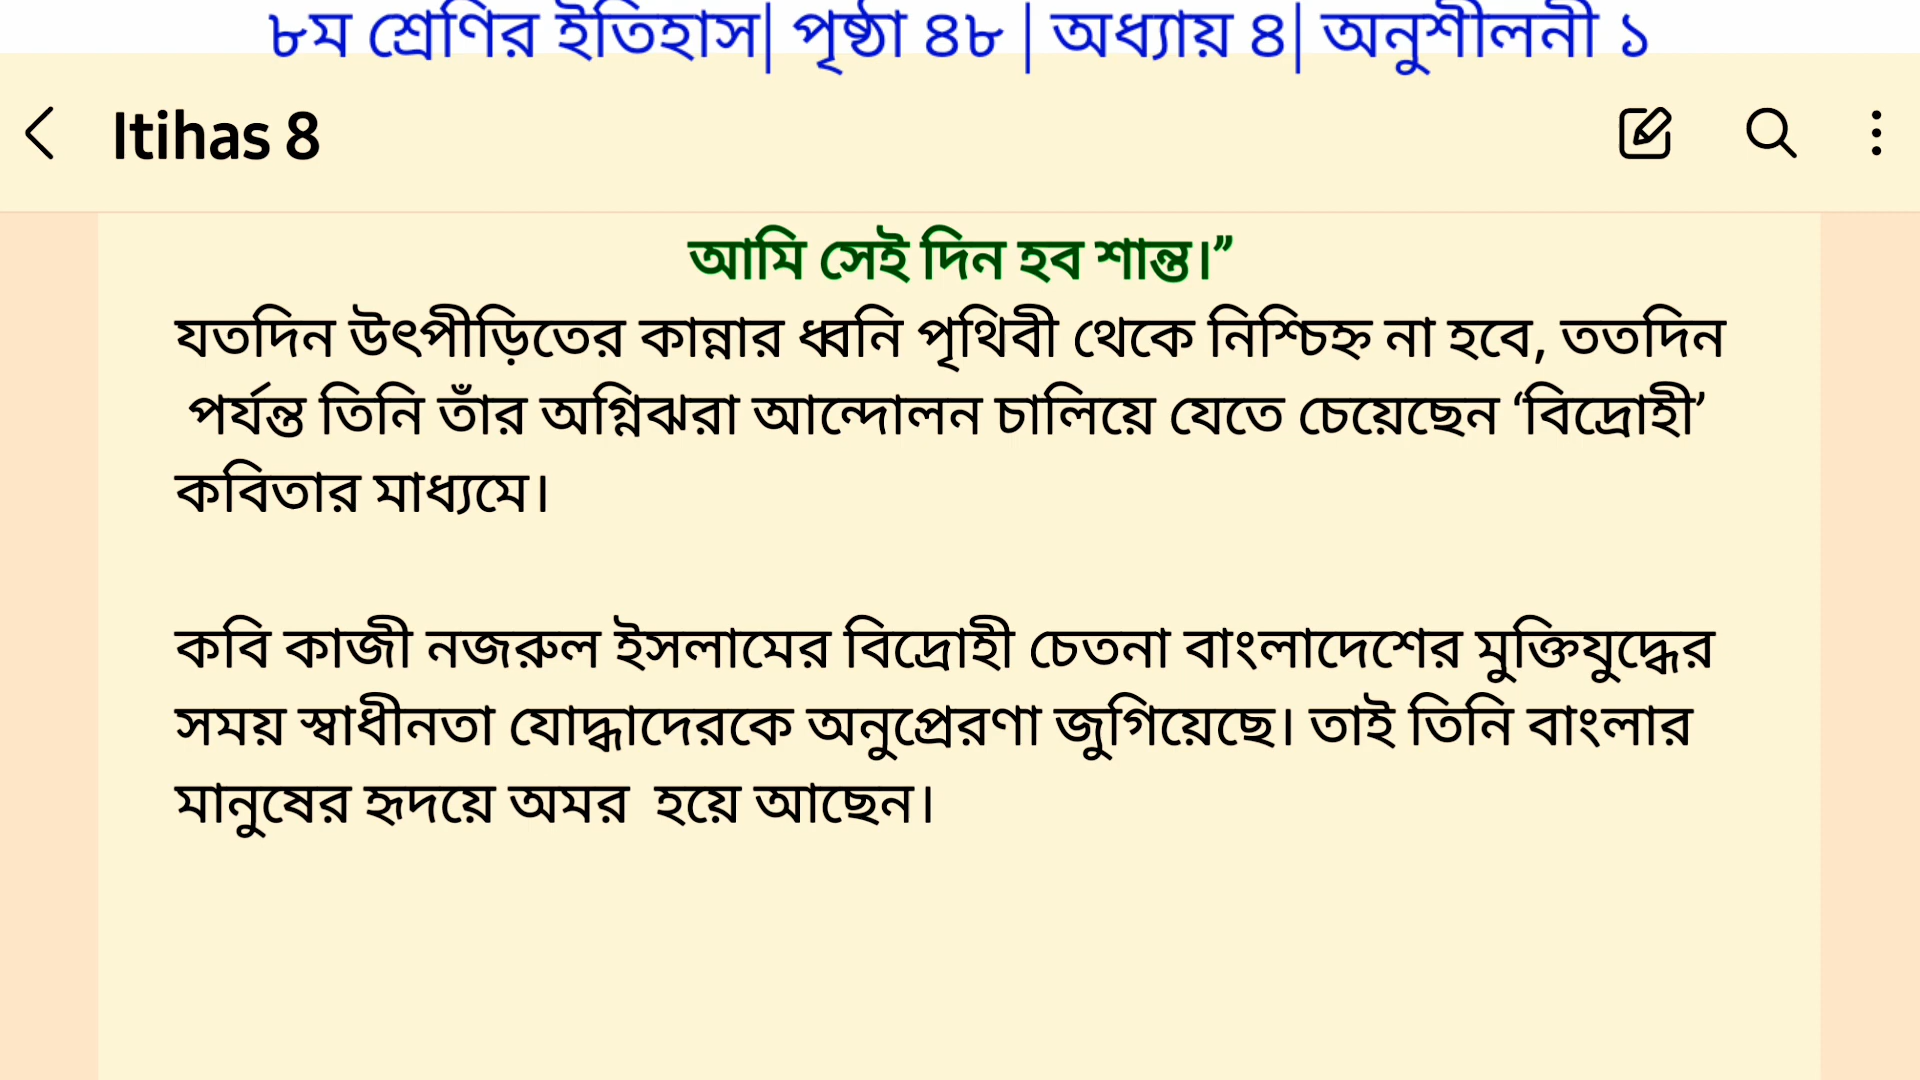 ৮ম শ্রেণির ইতিহাস| পৃষ্ঠা ৪৮ | অধ্যায় ৪| অনুশীলনী ১
Itihas 8
আমি সেই দিন হব শান্ত।”
যতদিন উৎপীড়িতের কান্নার ধ্বনি পৃথিবী থেকে নিশ্চিহ্ন না হবে, ততদিন
পর্যন্ত তিনি তাঁর অগ্নিঝরা আন্দোলন চালিয়ে যেতে চেয়েছেন ‘বিদ্রোহী’
কবিতার মাধ্যমে।
কবি কাজী নজরুল ইসলামের বিদ্রোহী চেতনা বাংলাদেশের মুক্তিযুদ্ধের
সময় স্বাধীনতা যোদ্ধাদেরকে অনুপ্রেরণা জুগিয়েছে। তাই তিনি বাংলার
মানুষের হৃদয়ে অমর  হয়ে আছেন।